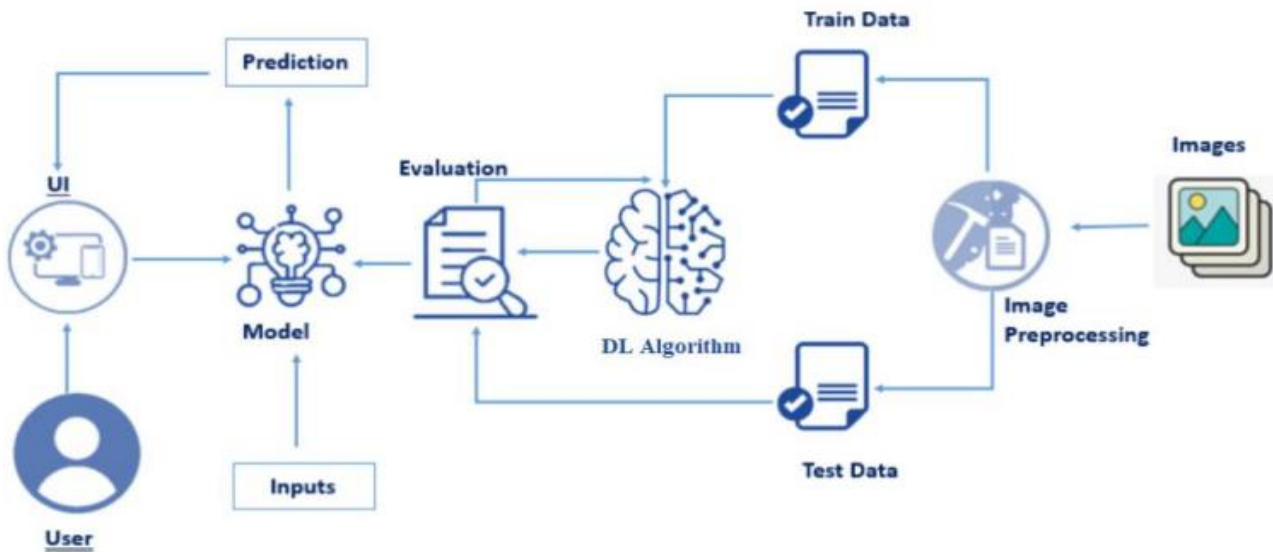 Train Data
Prediction
Images
Evaluation
UI
Model
Image
Preprocessing
DL Algorithm
Test Data
Inputs
User